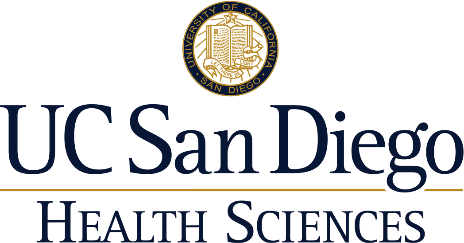 UNIVERSITY OF CALIFORNIA
SAN DIEGO
UC San Diego
HEALTH SCIENCES